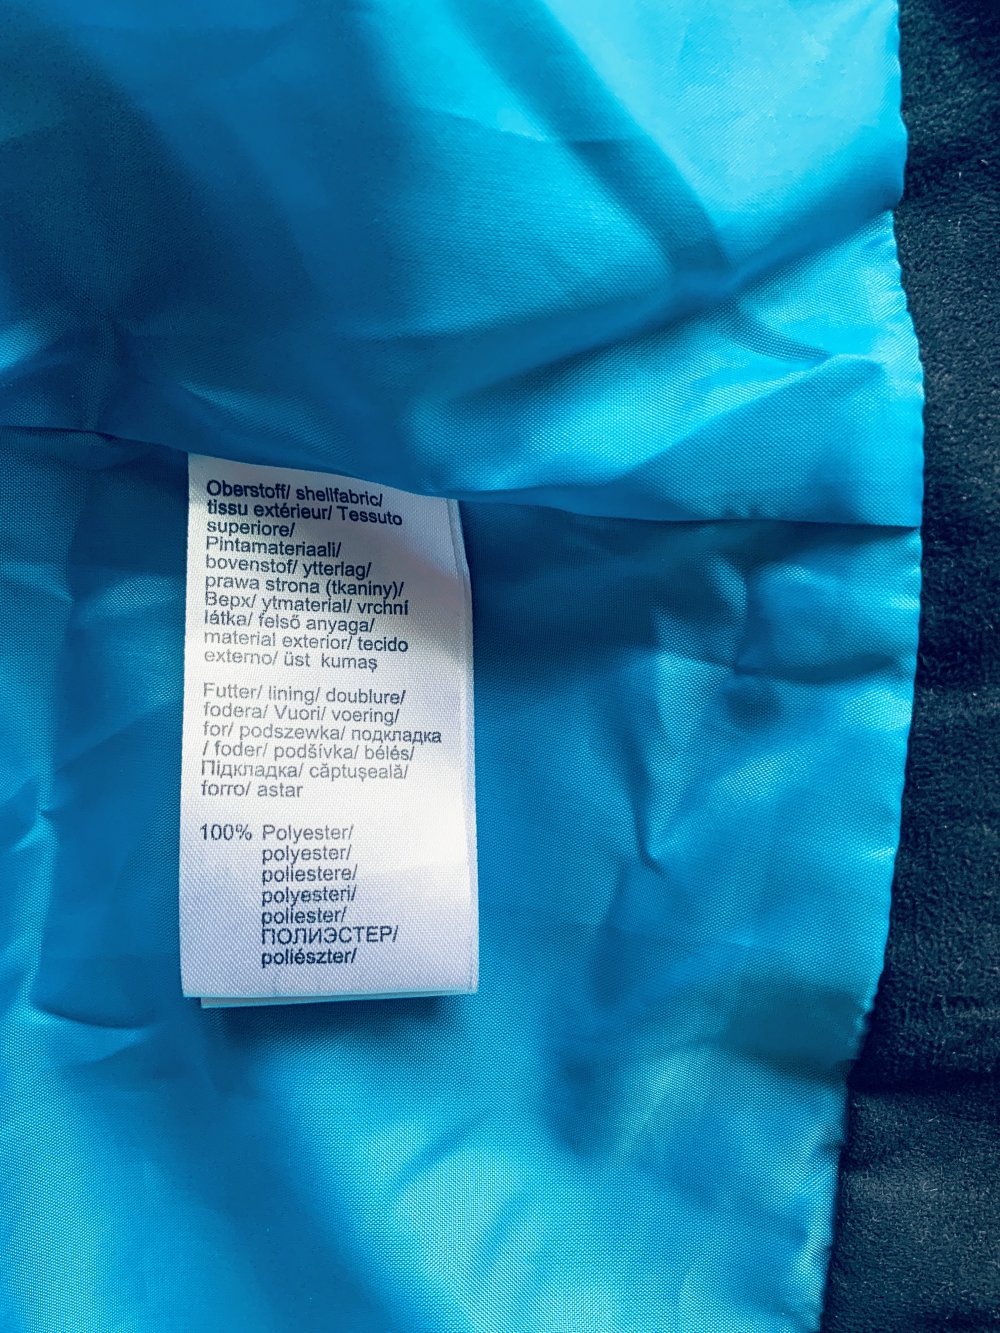 Oberstoff/ shellfabric/
tissu extérieur/ Tessuto
superiore/
Pintamateriaali/
bovenstof/ ytterlag/
prawa strona (tkaniny)/
Верх/ ytmaterial/ vrchní
látka/ felső anyaga/
material exterior/ tecido
externo/ üst kumaş
Futter/ lining/ doublure/
fodera/ Vuori/ voering/
for/ podszewka/ подкладка
/ foder/ podšívka/ bélés/
Підкладка/ căptuşeală/
forro/ astar
100% Polyester/
polyester/
poliestere/
polyesteri/
poliester/
ПОЛИЭСТЕР/
poliészter/